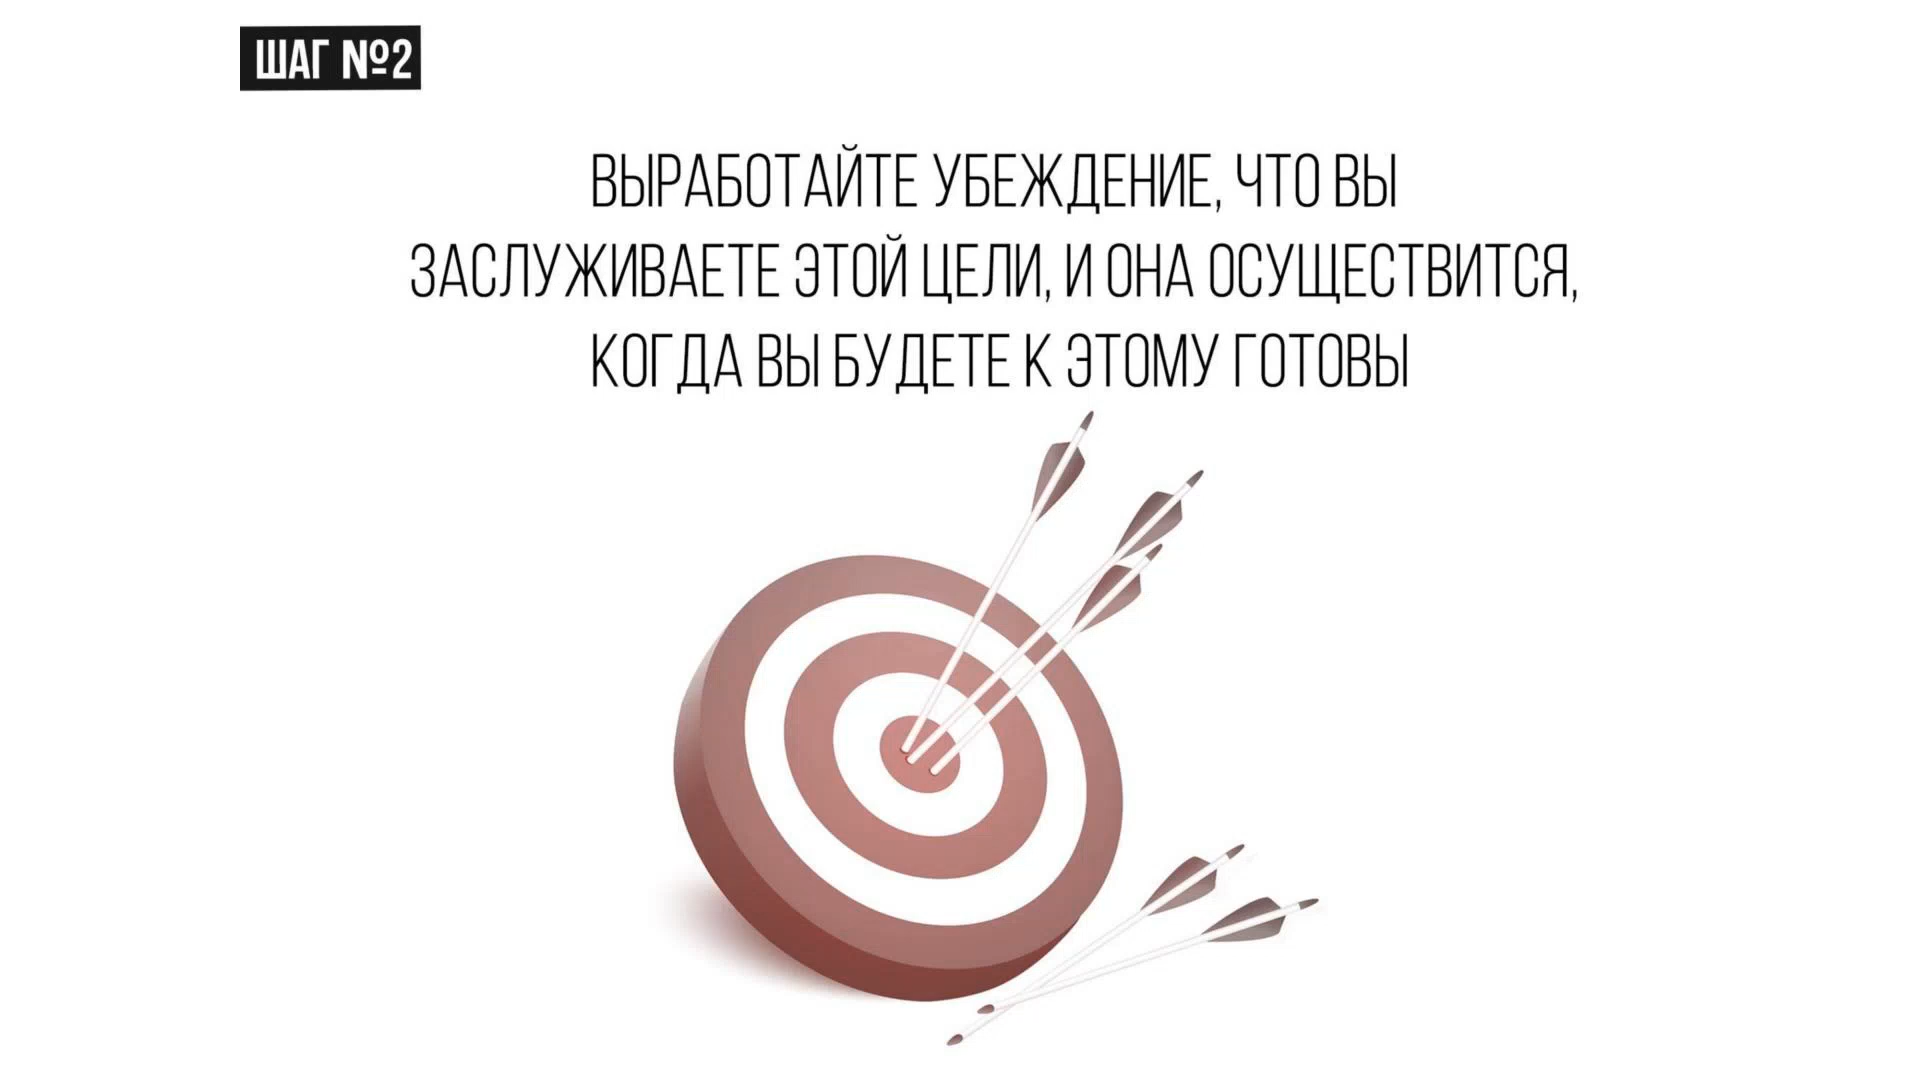 ШАГ №2
ВЫРАБОТАЙТЕ УБЕЖДЕНИЕ, ЧТО ВЫ
ЗАСЛУЖИВАЕТЕ ЭТОЙ ЦЕЛИ, И ОНА ОСУЩЕСТВИТСЯ,
КОГДА ВЫ БУДЕТЕ К ЭТОМУ ГОТОВЫ